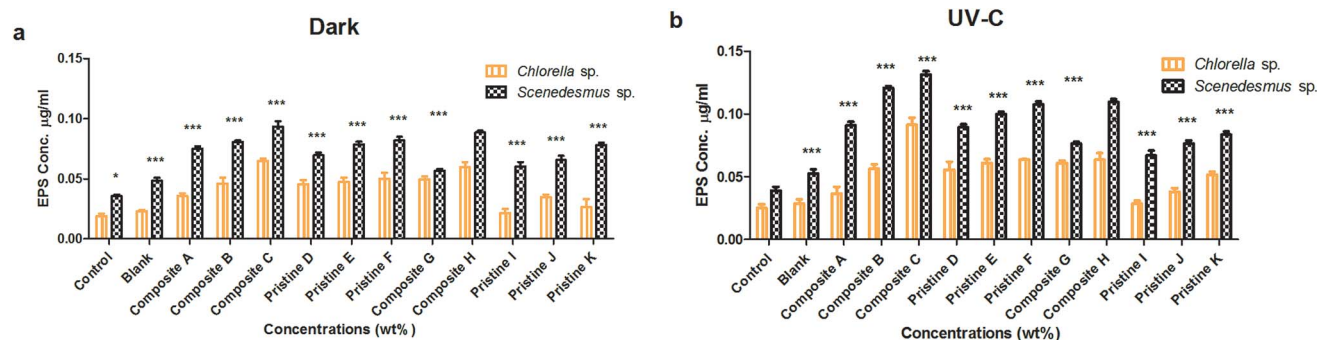 a
Dark
EPS Conc. µg/ml
0.15
0.10
0.05
0.00
Chlorella sp.
Scenedesmus sp.
*
***
***
***
***
***
***
***
***
***
***
***
Control
Blank
Composite A
Composite B
Composite C
Pristine D
Pristine E
Pristine F
Composite G
Composite H
Pristine I
Pristine J
Pristine K
Concentrations (wt%)
b
UV-C
EPS Conc. µg/ml
0.15
0.10
0.05
0.00
Chlorella sp.
Scenedesmus sp.
***
***
***
***
***
***
***
***
***
***
***
Control
Blank
Composite A
Composite B
Composite C
Pristine D
Pristine E
Pristine F
Composite G
Composite H
Pristine I
Pristine J
Pristine K
Concentrations (wt%)